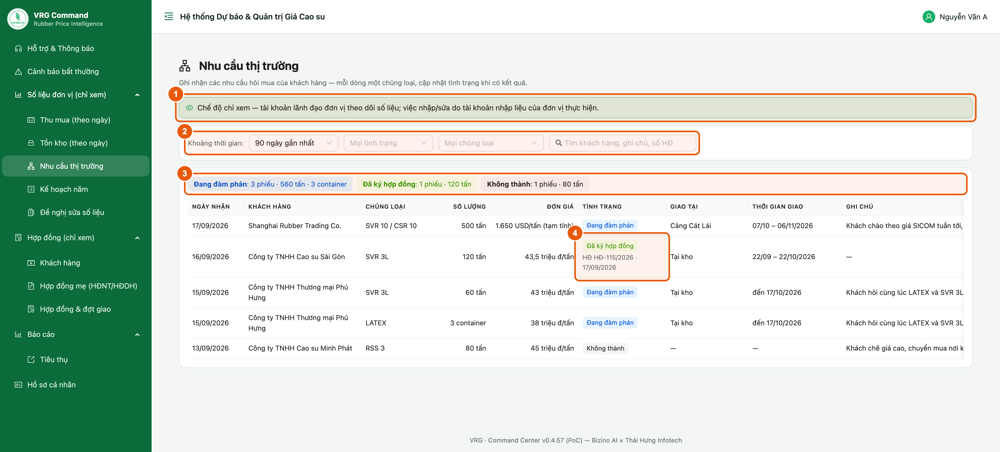 VRG Command
Rubber Price Intelligence
Hỗ trợ & Thông báo
Cảnh báo bất thường
Số liệu đơn vị (chỉ xem)
Thu mua (theo ngày)
Tồn kho (theo ngày)
Nhu cầu thị trường
Kế hoạch năm
Đề nghị sửa số liệu
Hợp đồng (chỉ xem)
Khách hàng
Hợp đồng mẹ (HĐNT/HĐDH)
Hợp đồng & đợt giao
Báo cáo
Tiêu thụ
Hồ sơ cá nhân
Hệ thống Dự báo & Quản trị Giá Cao su
Nguyễn Văn A
Nhu cầu thị trường
Ghi nhận các nhu cầu hỏi mua của khách hàng — mỗi dòng một chủng loại, cập nhật tình trạng khi có kết quả.
1
Chế độ chỉ xem — tài khoản lãnh đạo đơn vị theo dõi số liệu; việc nhập/sửa do tài khoản nhập liệu của đơn vị thực hiện.
2
Khoảng thời gian: 90 ngày gần nhất Mọi tình trạng Mọi chủng loại Tìm khách hàng, ghi chú, số HĐ
3
Đang đàm phán: 3 phiếu · 560 tấn · 3 container Đã ký hợp đồng: 1 phiếu · 120 tấn Không thành: 1 phiếu · 80 tấn
NGÀY NHẬN KHÁCH HÀNG CHỦNG LOẠI SỐ LƯỢNG ĐƠN GIÁ TÌNH TRẠNG GIAO TẠI THỜI GIAN GIAO GHI CHÚ
17/09/2026 Shanghai Rubber Trading Co. SVR 10 / CSR 10 500 tấn 1.650 USD/tấn (tạm tính) Đang đàm phán Cảng Cát Lái 07/10 – 06/11/2026 Khách chào theo giá SICOM tuần tới,
4
16/09/2026 Công ty TNHH Cao su Sài Gòn SVR 3L 120 tấn 43,5 triệu đ/tấn Đã ký hợp đồng Tại kho 22/09 – 22/10/2026 —
HĐ HĐ-115/2026 ·
17/09/2026
15/09/2026 Công ty TNHH Thương mại Phú SVR 3L 60 tấn 43 triệu đ/tấn Đang đàm phán Tại kho đến 17/10/2026 Khách hỏi cùng lúc LATEX và SVR 3L
Hưng
15/09/2026 Công ty TNHH Thương mại Phú LATEX 3 container 38 triệu đ/tấn Đang đàm phán Tại kho đến 17/10/2026 Khách hỏi cùng lúc LATEX và SVR 3L
Hưng
13/09/2026 Công ty TNHH Cao su Minh Phát RSS 3 80 tấn 45 triệu đ/tấn Không thành — — Khách chê giá cao, chuyển mua nơi k
VRG · Command Center v0.4.57 (PoC) — Bizino AI × Thái Hưng Infotech